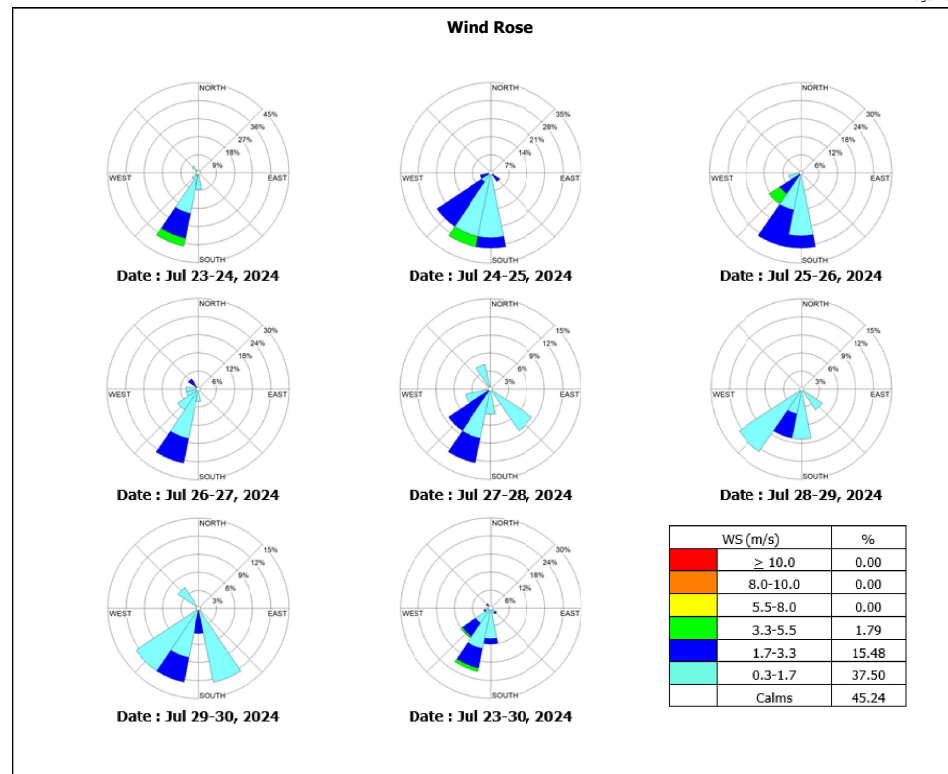 Wind Rose
NORTH
45%
36%
27%
18%
9%
WEST
EAST
SOUTH
Date : Jul 23-24, 2024
NORTH
35%
28%
21%
14%
7%
WEST
EAST
SOUTH
Date : Jul 24-25, 2024
NORTH
30%
24%
18%
12%
6%
WEST
EAST
SOUTH
Date : Jul 25-26, 2024
NORTH
30%
24%
18%
12%
6%
WEST
EAST
SOUTH
Date : Jul 26-27, 2024
NORTH
15%
12%
9%
6%
3%
WEST
EAST
SOUTH
Date : Jul 27-28, 2024
NORTH
15%
12%
9%
6%
3%
WEST
EAST
SOUTH
Date : Jul 28-29, 2024
NORTH
15%
12%
9%
6%
3%
WEST
EAST
SOUTH
Date : Jul 29-30, 2024
NORTH
30%
24%
18%
12%
6%
WEST
EAST
SOUTH
Date : Jul 23-30, 2024
WS (m/s) %
≥ 10.0 0.00
8.0-10.0 0.00
5.5-8.0 0.00
3.3-5.5 1.79
1.7-3.3 15.48
0.3-1.7 37.50
Calms 45.24